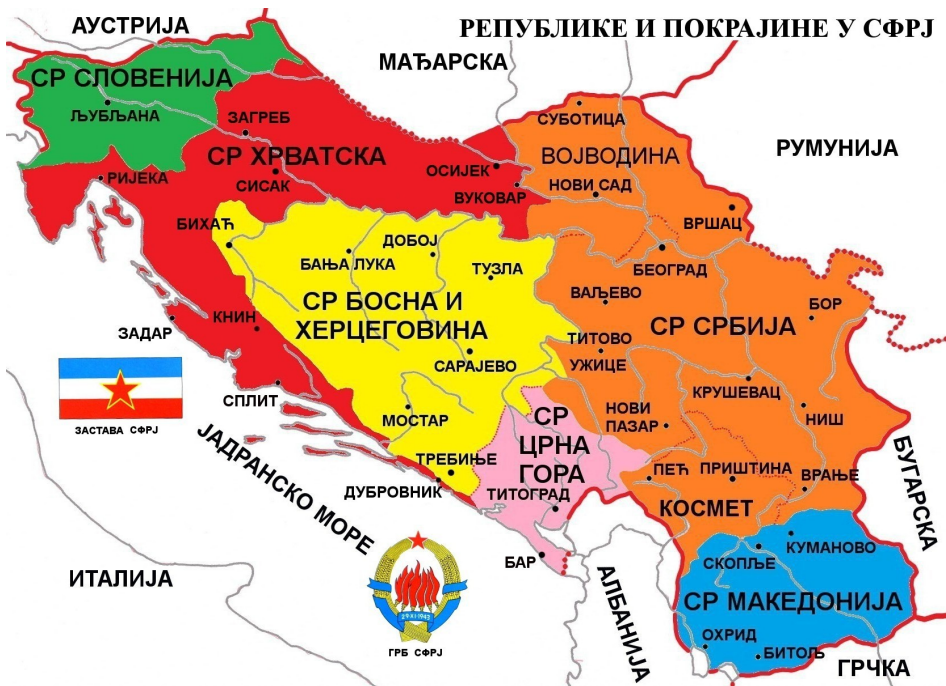 РЕПУБЛИКЕ И ПОКРАЈИНЕ У СФРЈ
АУСТРИЈА
МАЂАРСКА
РУМУНИЈА
СР СЛОВЕНИЈА
ЉУБЉАНА
ЗАГРЕБ
СР ХРВАТСКА
РИЈЕКА
СИСАК
ОСИЈЕК
ВУКОВАР
СУБОТИЦА
ВОЈВОДИНА
НОВИ САД
ВРШАЦ
БЕОГРАД
БИХАЋ
ДОБОЈ
БАЊА ЛУКА
ТУЗЛА
СР БОСНА И
ХЕРЦЕГОВИНА
САРАЈЕВО
МОСТАР
ТРЕБИЊЕ
ЗАДАР
КНИН
СПЛИТ
ДУБРОВНИК
ВАЉЕВО
БОР
СР СРБИЈА
ТИТОВО
УЖИЦЕ
КРУШЕВАЦ
НОВИ
ПАЗАР
НИШ
ПЕЋ
ПРИШТИНА
ВРАЊЕ
КОСМЕТ
СР
ЦРНА
ГОРА
ТИТОГРАД
БАР
ЗАСТАВА СФРЈ
ЈАДРАНСКО МОРЕ
ИТАЛИЈА
29·XI·1943
ГРБ СФРЈ
АЛБАНИЈА
БУГАРСКА
СКОПЉЕ
КУМАНОВО
СР МАКЕДОНИЈА
ОХРИД
БИТОЉ
ГРЧКА